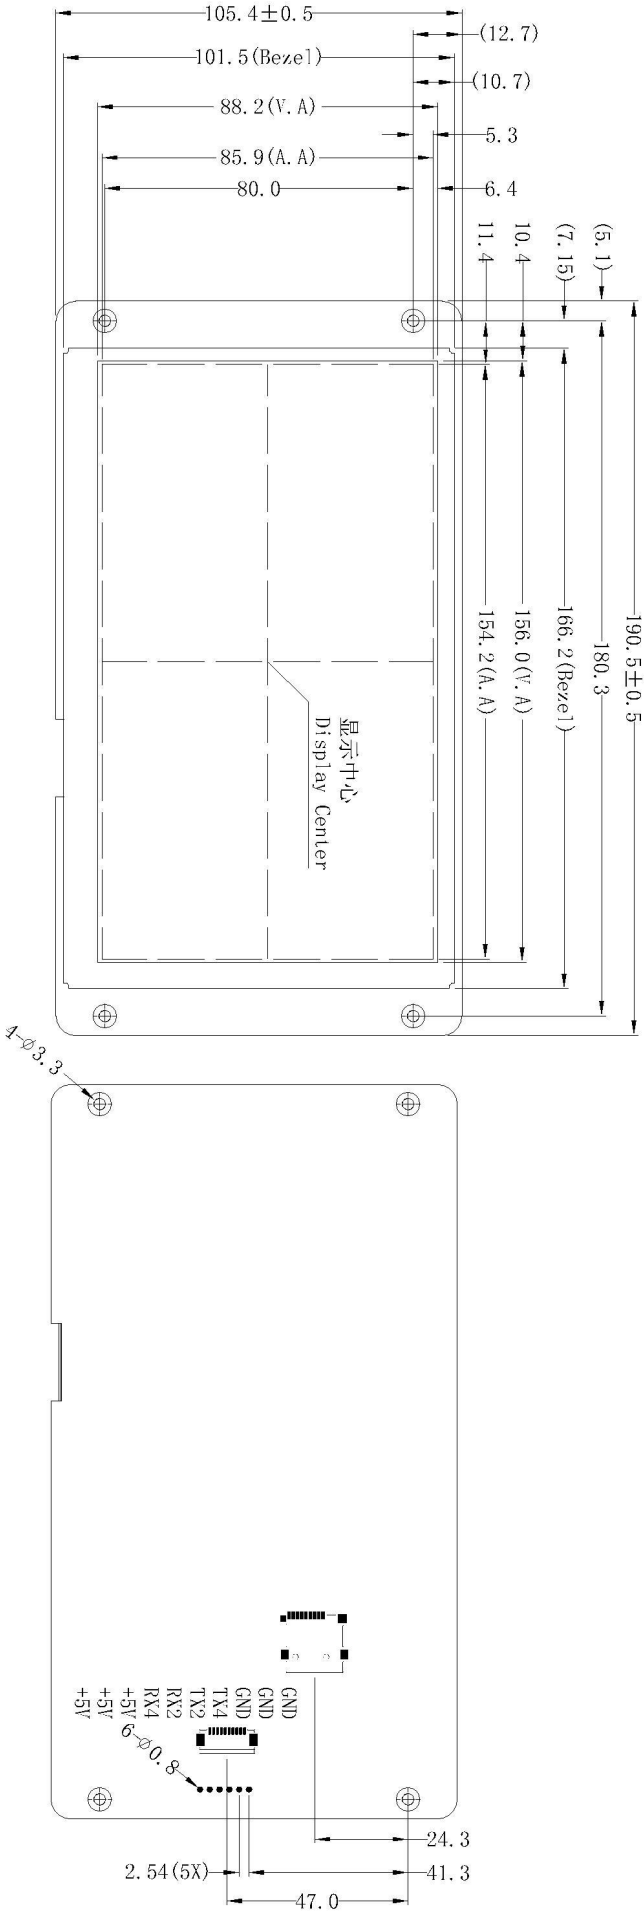 105.4±0.5
(12.7)
101.5(Bezel)
(10.7)
88.2(V.A)
5.3
85.9(A.A)
80.0
6.4
11.4
10.4
(7.15)
(5.1)
154.2(A.A)
156.0(V.A)
166.2(Bezel)
180.3
190.5±0.5
显示中心
Display Center
4-⌀3.3
GND
GND
GND
TX4
TX2
RX2
RX4
+5V
+5V
+5V
6-⌀0.8
24.3
2.54(5X)
41.3
47.0